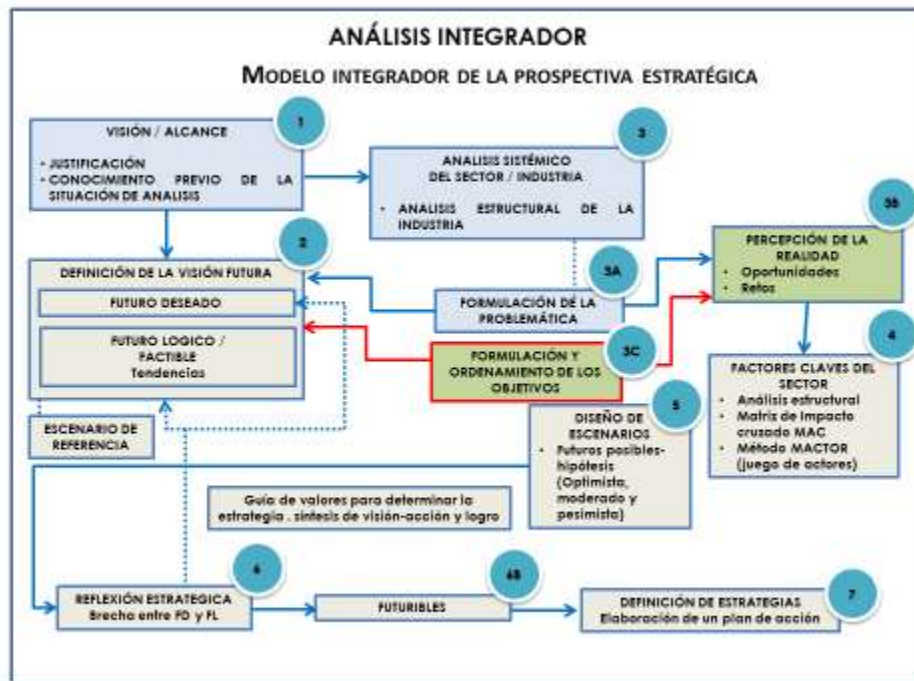 ANÁLISIS INTEGRADOR
MODELO INTEGRADOR DE LA PROSPECTIVA ESTRATÉGICA
1
VISIÓN / ALCANCE
• JUSTIFICACIÓN
• CONOCIMIENTO PREVIO DE LA
SITUACIÓN DE ANALISIS
3
ANALISIS SISTÉMICO
DEL SECTOR / INDUSTRIA
• ANALISIS ESTRUCTURAL DE LA
INDUSTRIA
3B
PERCEPCIÓN DE LA
REALIDAD
• Oportunidades
• Retos
2
DEFINICIÓN DE LA VISIÓN FUTURA
FUTURO DESEADO
FUTURO LOGICO /
FACTIBLE
Tendencias
ESCENARIO DE
REFERENCIA
3A
FORMULACIÓN DE LA
PROBLEMÁTICA
3C
FORMULACIÓN Y
ORDENAMIENTO DE LOS
OBJETIVOS
4
FACTORES CLAVES DEL
SECTOR
• Análisis estructural
• Matriz de Impacto
cruzado MAC
• Método MACTOR
(juego de actores)
5
DISEÑO DE
ESCENARIOS
• Futuros posibles-
hipótesis
(Optimista,
moderado y
pesimista)
Guía de valores para determinar la
estrategia . síntesis de visión-acción y logro
6
REFLEXIÓN ESTRATEGICA
Brecha entre FD y FL
6B
FUTURIBLES
7
DEFINICIÓN DE ESTRATEGIAS
Elaboración de un plan de acción